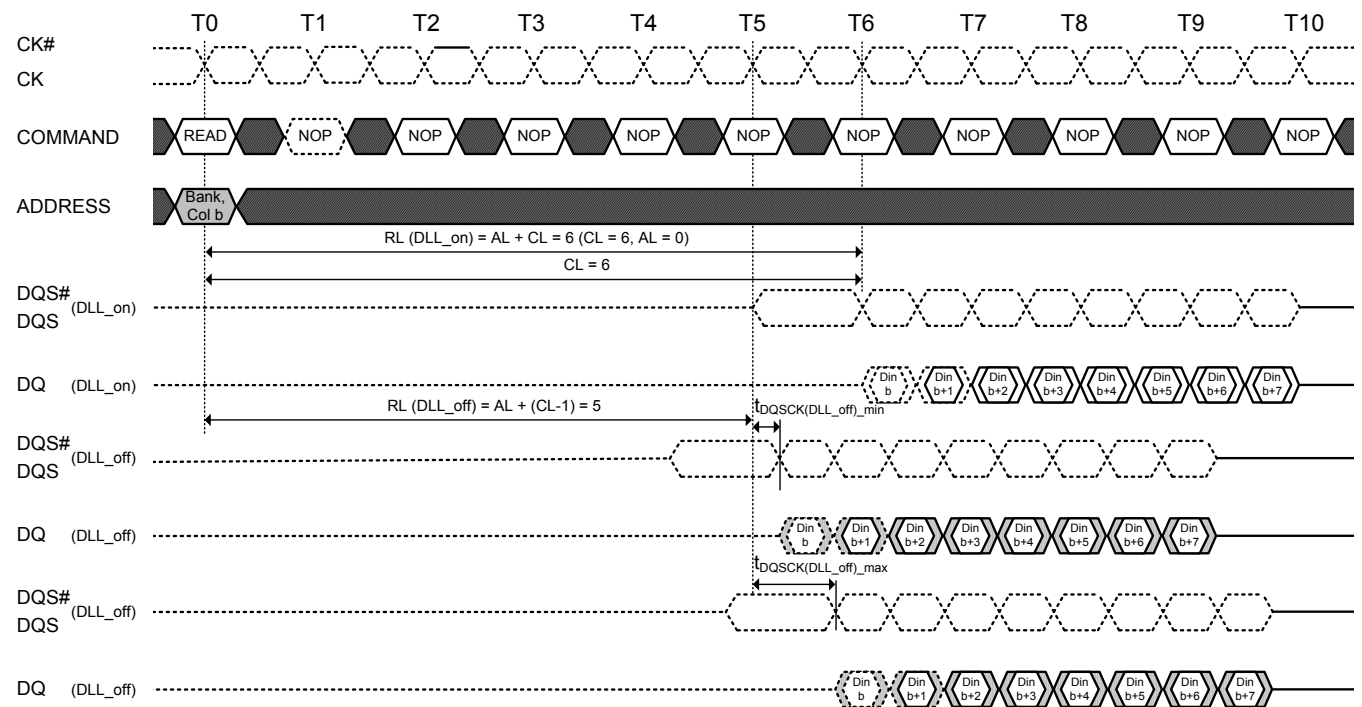 T0 T1 T2 T3 T4 T5 T6 T7 T8 T9 T10
CK#
CK
COMMAND READ NOP NOP NOP NOP NOP NOP NOP NOP NOP NOP
ADDRESS Bank,
Col b
RL (DLL_on) = AL + CL = 6 (CL = 6, AL = 0)
CL = 6
DQS# (DLL_on)
DQS
DQ (DLL_on) Din Din Din Din Din Din Din Din
b b+1 b+2 b+3 b+4 b+5 b+6 b+7
RL (DLL_off) = AL + (CL-1) = 5 tDQSCK(DLL_off)_min
DQS# (DLL_off)
DQS
DQ (DLL_off) Din Din Din Din Din Din Din Din
b b+1 b+2 b+3 b+4 b+5 b+6 b+7
tDQSCK(DLL_off)_max
DQS# (DLL_off)
DQS
DQ (DLL_off) Din Din Din Din Din Din Din Din
b b+1 b+2 b+3 b+4 b+5 b+6 b+7